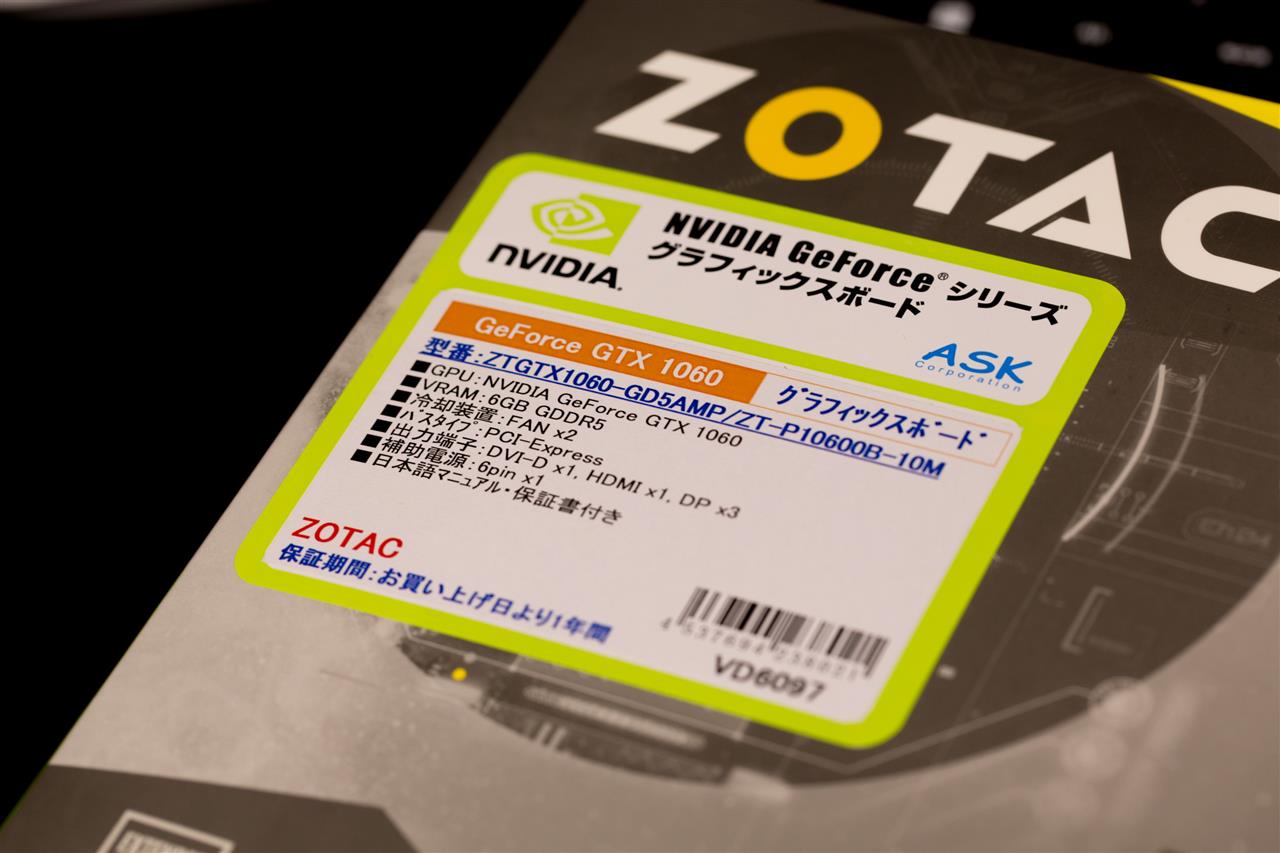 ZOTAC
NVIDIA
NVIDIA GeForce® シリーズ
グラフィックスボード
ASK
Corporation
GeForce GTX 1060
グラフィックスボード
型番:ZTGTX1060-GD5AMP/ZT-P10600B-10M
■GPU:NVIDIA GeForce GTX 1060
■VRAM:6GB GDDR5
■冷却装置:FAN x2
■バスタイプ:PCI-Express
■出力端子:DVI-D x1, HDMI x1, DP x3
■補助電源:6pin x1
■日本語マニュアル・保証書付き
ZOTAC
保証期間:お買い上げ日より1年間
VD6097